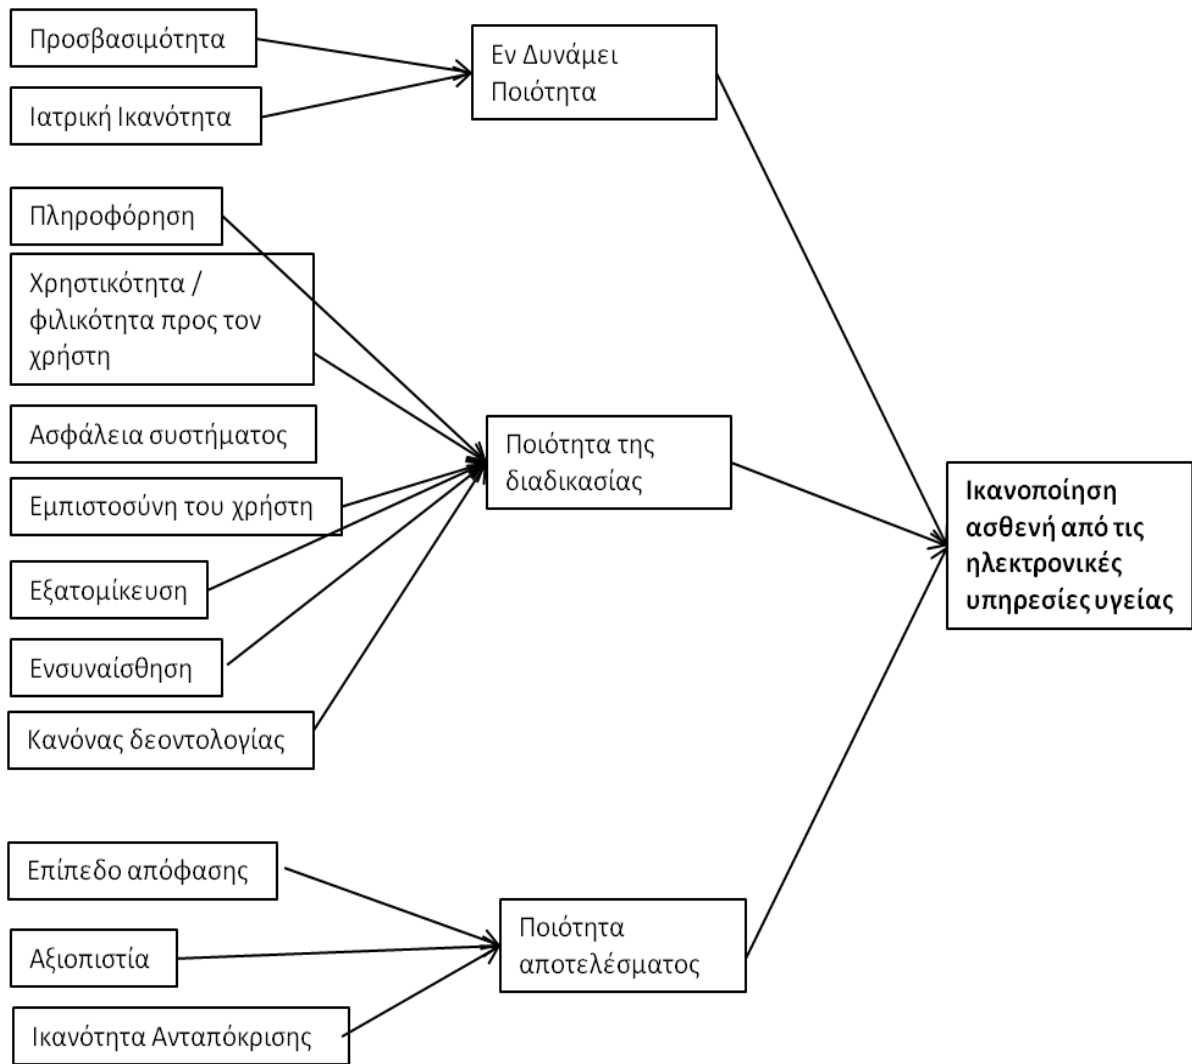 Προσβασιμότητα
Ιατρική Ικανότητα
Εν Δυνάμει
Ποιότητα
Πληροφόρηση
Χρηστικότητα /
φιλικότητα προς τον
χρήστη
Ασφάλεια συστήματος
Εμπιστοσύνη του χρήστη
Εξατομίκευση
Ενσυναίσθηση
Κανόνας δεοντολογίας
Ποιότητα της
διαδικασίας
Επίπεδο απόφασης
Αξιοπιστία
Ικανότητα Ανταπόκρισης
Ποιότητα
αποτελέσματος
Ικανοποίηση
ασθενή από τις
ηλεκτρονικές
υπηρεσίες υγείας